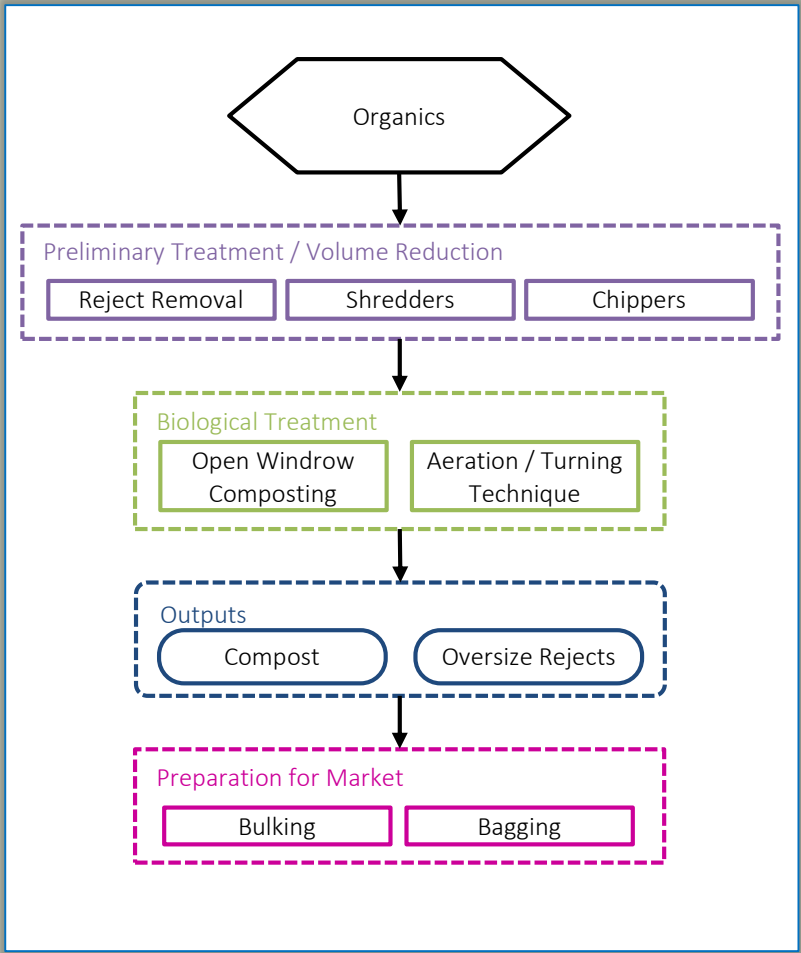 Organics
Preliminary Treatment / Volume Reduction
Reject Removal
Shredders
Chippers
Biological Treatment
Open Windrow
Composting
Aeration / Turning
Technique
Outputs
Compost
Oversize Rejects
Preparation for Market
Bulking
Bagging